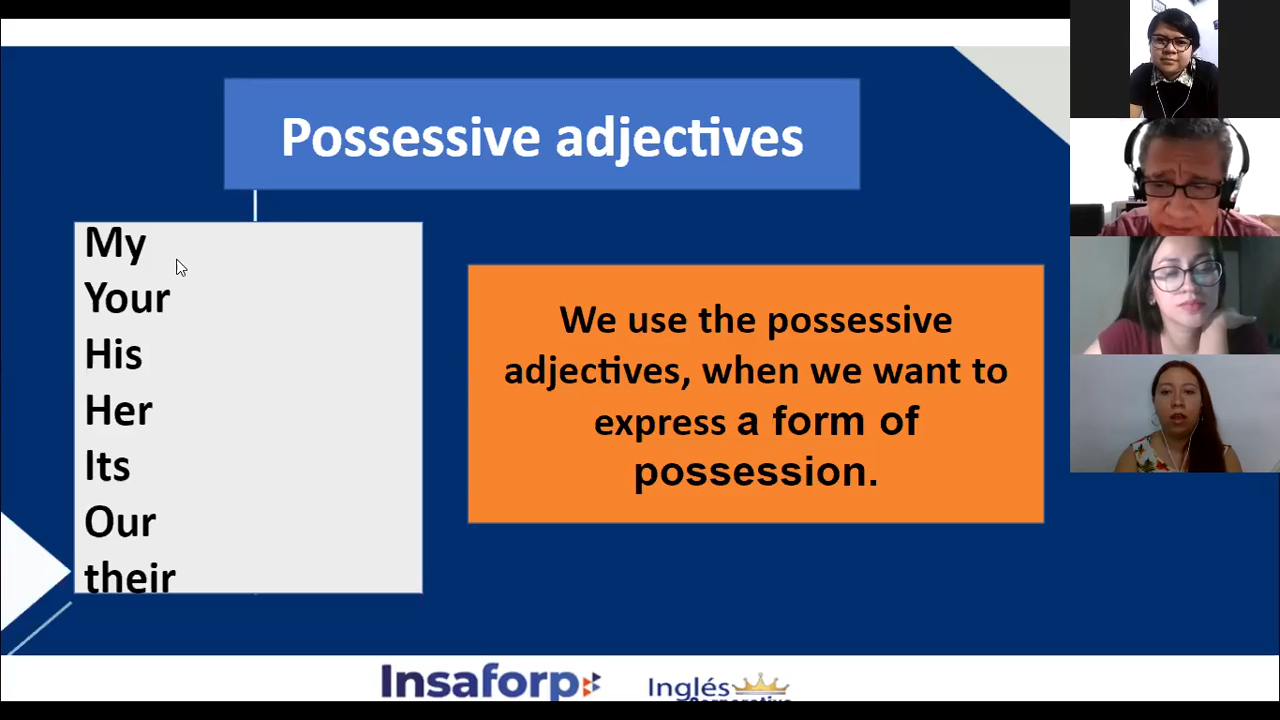 Possessive adjectives
My
Your
His
Her
Its
Our
their
We use the possessive
adjectives, when we want to
express a form of
possession.
Insaforp
Inglés